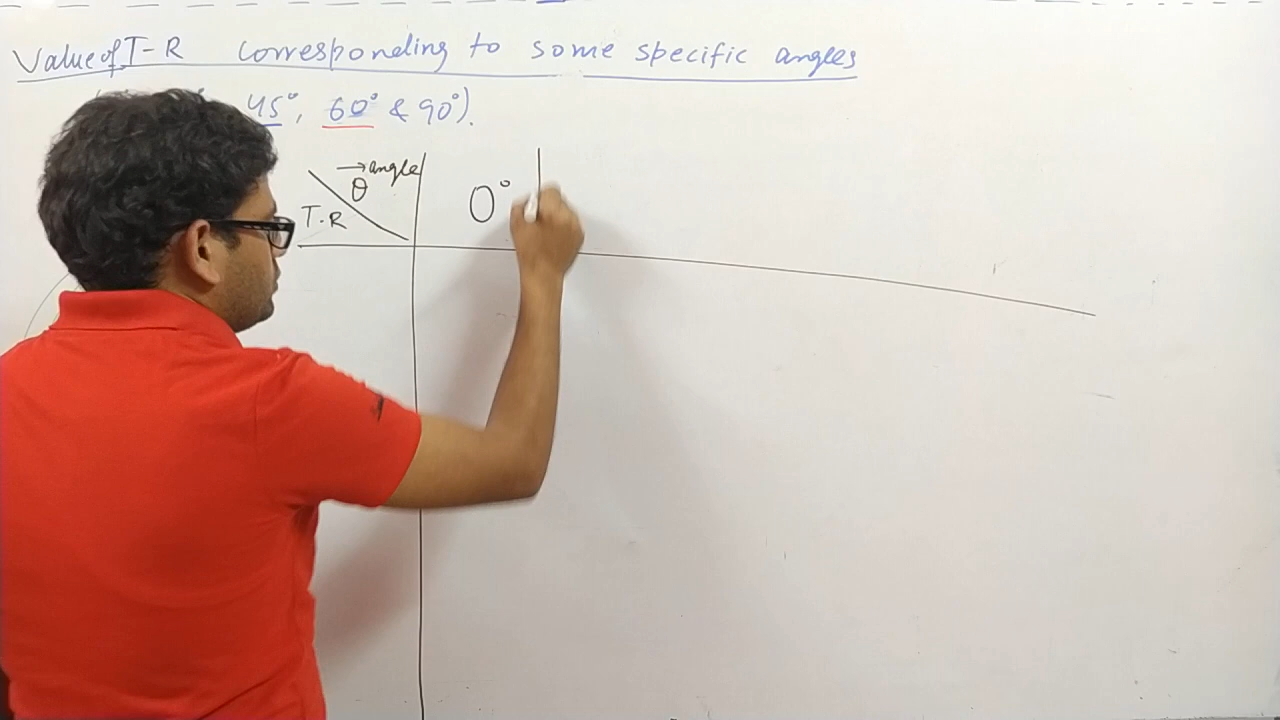 Value of T-R corresponding to some specific angles
45°, 60° & 90°).
→ angle
θ
T.R
0°